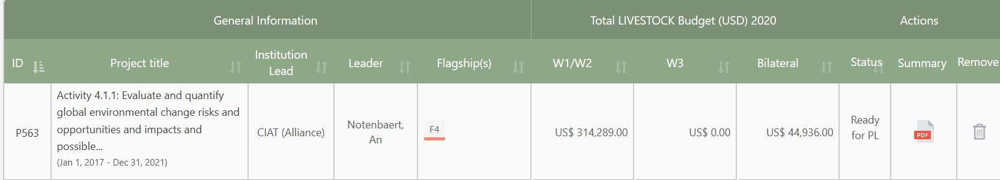 General Information Total LIVESTOCK Budget (USD) 2020 Actions
ID Project title Institution Lead Leader Flagship(s) W1/W2 W3 Bilateral Status Summary Remove
P563
Activity 4.1.1: Evaluate and quantify
global environmental change risks and
opportunities and impacts and
possible...
(Jan 1, 2017 - Dec 31, 2021)
CIAT (Alliance)
Notenbaert,
An
F4
US$ 314,289.00
US$ 0.00
US$ 44,936.00
Ready
for PL
PDF